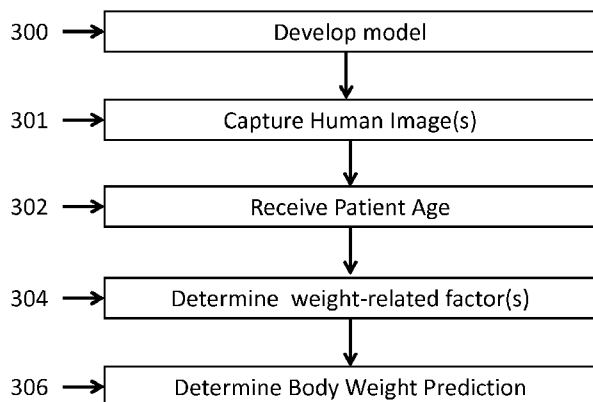 300 Develop model
301 Capture Human Image(s)
302 Receive Patient Age
304 Determine weight-related factor(s)
306 Determine Body Weight Prediction